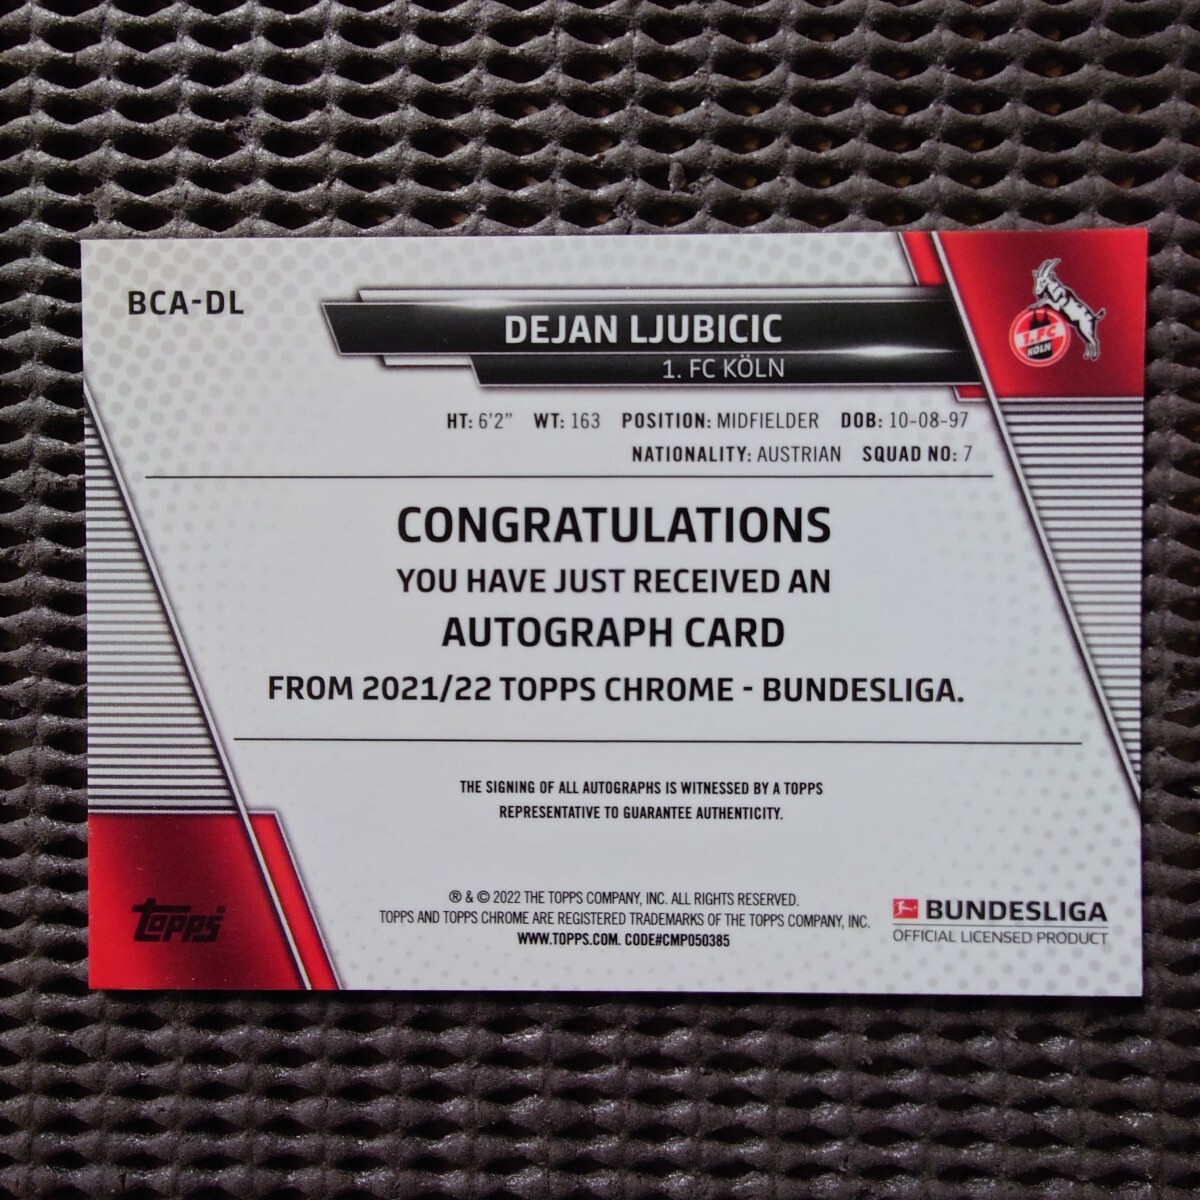 BCA-DL
DEJAN LJUBICIC
1. FC KÖLN
1. FC
KÖLN
HT: 6'2" WT: 163 POSITION: MIDFIELDER DOB: 10-08-97
NATIONALITY: AUSTRIAN SQUAD NO: 7
CONGRATULATIONS
YOU HAVE JUST RECEIVED AN
AUTOGRAPH CARD
FROM 2021/22 TOPPS CHROME - BUNDESLIGA.
THE SIGNING OF ALL AUTOGRAPHS IS WITNESSED BY A TOPPS
REPRESENTATIVE TO GUARANTEE AUTHENTICITY.
topps
® & © 2022 THE TOPPS COMPANY, INC. ALL RIGHTS RESERVED.
TOPPS AND TOPPS CHROME ARE REGISTERED TRADEMARKS OF THE TOPPS COMPANY, INC.
WWW.TOPPS.COM. CODE#CMP050385
BUNDESLIGA
OFFICIAL LICENSED PRODUCT